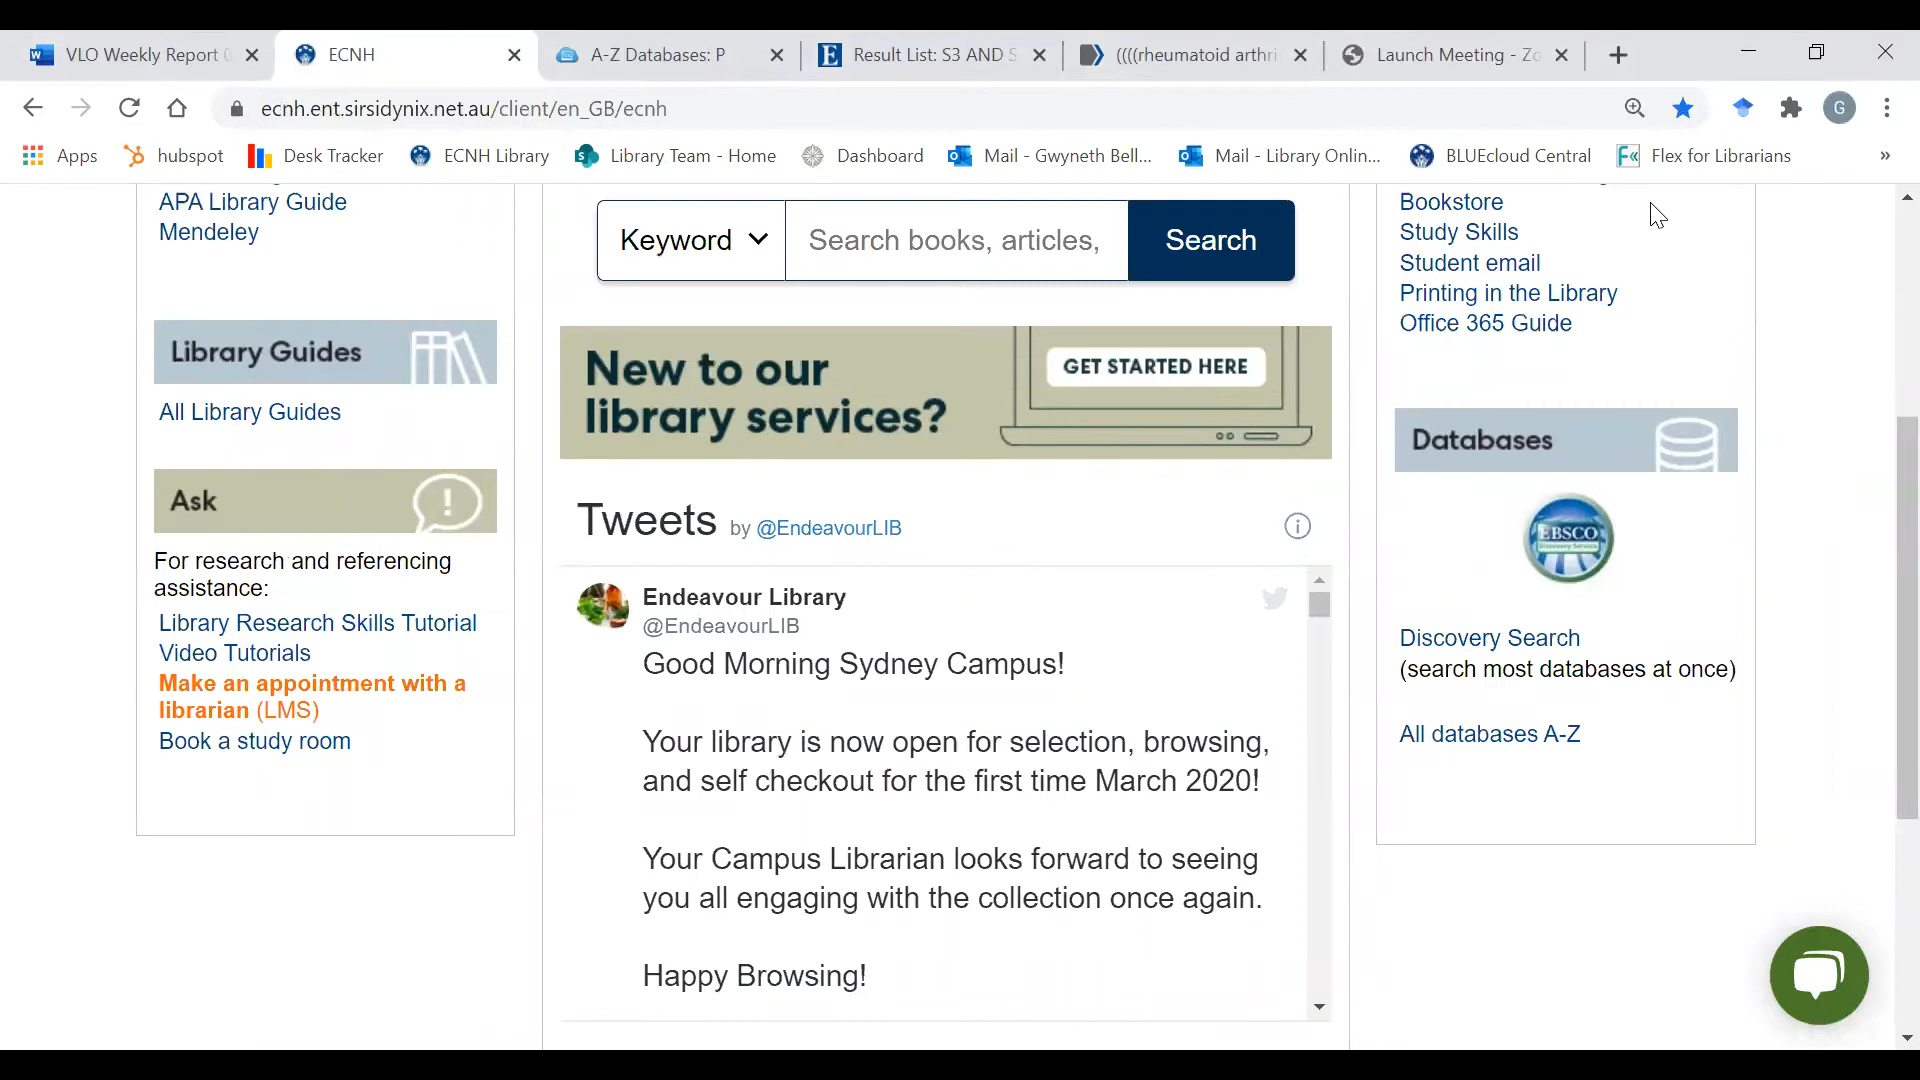 VLO Weekly Report
ECNH
A-Z Databases: P
Result List: S3 AND S
((((rheumatoid arthri
Launch Meeting - Zo
ecnh.ent.sirsidynix.net.au/client/en_GB/ecnh
G
Apps
hubspot
Desk Tracker
ECNH Library
Library Team - Home
Dashboard
Mail - Gwyneth Bell...
Mail - Library Onlin...
BLUEcloud Central
Flex for Librarians
»
APA Library Guide
Mendeley
Library Guides
All Library Guides
Ask
For research and referencing
assistance:
Library Research Skills Tutorial
Video Tutorials
Make an appointment with a
librarian (LMS)
Book a study room
Keyword
Search books, articles,
Search
New to our
library services?
GET STARTED HERE
Tweets by @EndeavourLIB
Endeavour Library
@EndeavourLIB
Good Morning Sydney Campus!
Your library is now open for selection, browsing,
and self checkout for the first time March 2020!
Your Campus Librarian looks forward to seeing
you all engaging with the collection once again.
Happy Browsing!
Bookstore
Study Skills
Student email
Printing in the Library
Office 365 Guide
Databases
EBSCO
Discovery Service
Discovery Search
(search most databases at once)
All databases A-Z